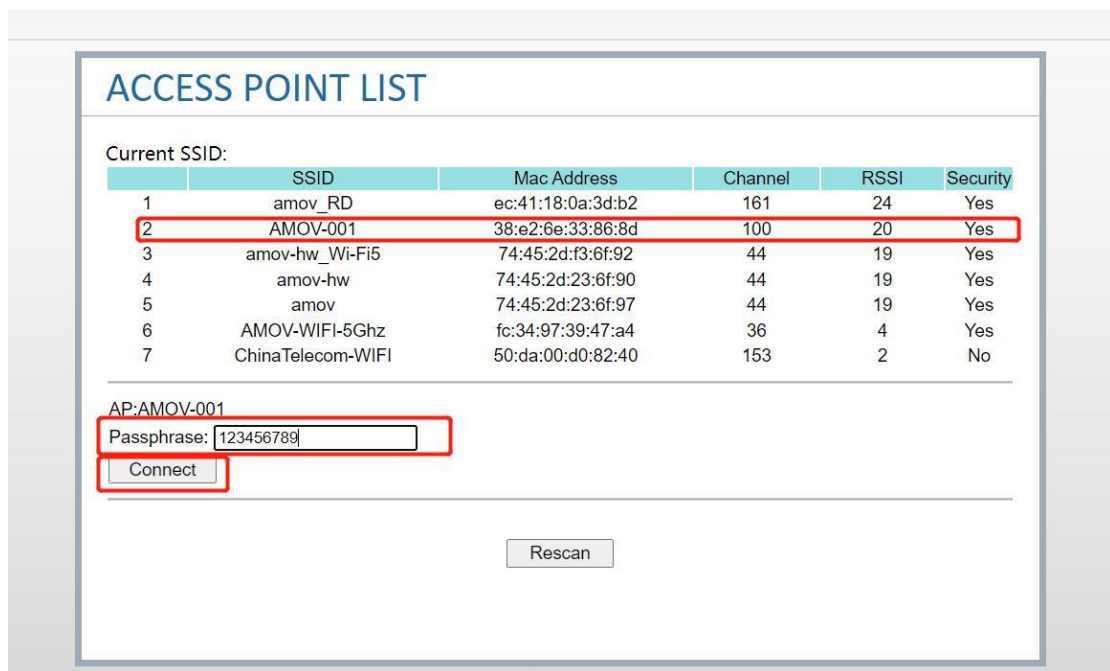 ACCESS POINT LIST
Current SSID:
SSID Mac Address Channel RSSI Security
1 amov_RD ec:41:18:0a:3d:b2 161 24 Yes
2 AMOV-001 38:e2:6e:33:86:8d 100 20 Yes
3 amov-hw_Wi-Fi5 74:45:2d:f3:6f:92 44 19 Yes
4 amov-hw 74:45:2d:23:6f:90 44 19 Yes
5 amov 74:45:2d:23:6f:97 44 19 Yes
6 AMOV-WIFI-5Ghz fc:34:97:39:47:a4 36 4 Yes
7 ChinaTelecom-WIFI 50:da:00:d0:82:40 153 2 No
AP:AMOV-001
Passphrase: 123456789
Connect
Rescan